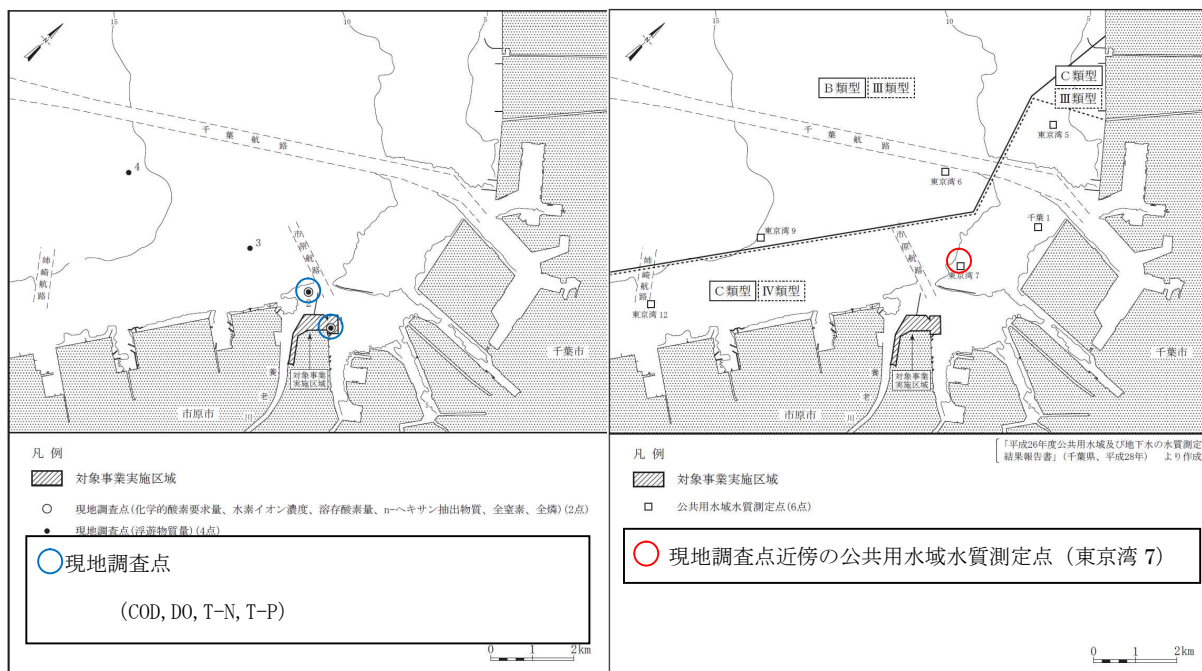 15
10
5
N
千葉航路
4
3
市原航路
姉崎航路
2
対象事業
実施区域
養老川
市原市
千葉市
凡 例
対象事業実施区域
現地調査点(化学的酸素要求量、水素イオン濃度、溶存酸素量、n-ヘキサン抽出物質、全窒素、全燐)(2点)
現地調査点(浮遊物質量)(4点)
現地調査点
(COD, DO, T-N, T-P)
0 1 2km
15
10
5
N
B類型 Ⅲ類型
C類型
Ⅲ類型
東京湾5
千葉航路
東京湾6
千葉1
東京湾9
市原航路
東京湾7
姉崎航路
C類型 Ⅳ類型
東京湾12
対象事業
実施区域
千葉市
養老川
市原市
「平成26年度公共用水域及び地下水の水質測定
結果報告書」(千葉県、平成28年) より作成
凡 例
対象事業実施区域
公共用水域水質測定点(6点)
現地調査点近傍の公共用水域水質測定点（東京湾 7）
0 1 2km